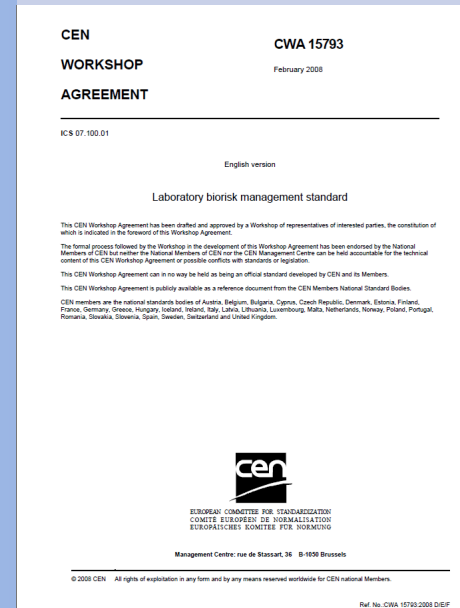 CEN
CWA 15793
WORKSHOP
February 2008
AGREEMENT
ICS 07.100.01
English version
Laboratory biorisk management standard
This CEN Workshop Agreement has been drafted and approved by a Workshop of representatives of interested parties, the constitution of
which is indicated in the foreword of this Workshop Agreement.
The formal process followed by the Workshop in the development of this Workshop Agreement has been endorsed by the National
Members of CEN but neither the National Members of CEN nor the CEN Management Centre can be held accountable for the technical
content of this CEN Workshop Agreement or possible conflicts with standards or legislation.
This CEN Workshop Agreement can in no way be held as being an official standard developed by CEN and its Members.
This CEN Workshop Agreement is publicly available as a reference document from the CEN Members National Standard Bodies.
CEN members are the national standards bodies of Austria, Belgium, Bulgaria, Cyprus, Czech Republic, Denmark, Estonia, Finland,
France, Germany, Greece, Hungary, Iceland, Ireland, Italy, Latvia, Lithuania, Luxembourg, Malta, Netherlands, Norway, Poland, Portugal,
Romania, Slovakia, Slovenia, Spain, Sweden, Switzerland and United Kingdom.
cen
EUROPEAN COMMITTEE FOR STANDARDIZATION
COMITÉ EUROPÉEN DE NORMALISATION
EUROPÄISCHES KOMITEE FÜR NORMUNG
Management Centre: rue de Stassart, 36 B-1050 Brussels
© 2008 CEN All rights of exploitation in any form and by any means reserved worldwide for CEN national Members.
Ref. No.:CWA 15793:2008 D/E/F